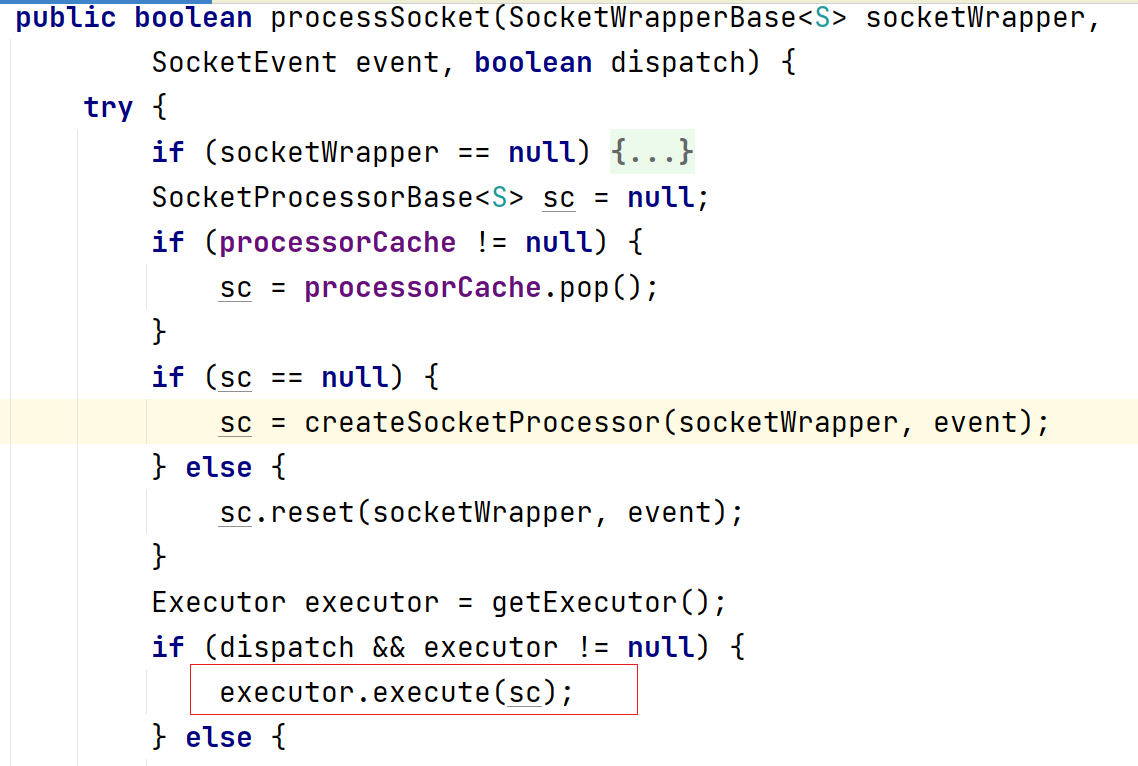 public boolean processSocket(SocketWrapperBase<S> socketWrapper,
        SocketEvent event, boolean dispatch) {
    try {
        if (socketWrapper == null) {...}
        SocketProcessorBase<S> sc = null;
        if (processorCache != null) {
            sc = processorCache.pop();
        }
        if (sc == null) {
            sc = createSocketProcessor(socketWrapper, event);
        } else {
            sc.reset(socketWrapper, event);
        }
        Executor executor = getExecutor();
        if (dispatch && executor != null) {
            executor.execute(sc);
        } else {